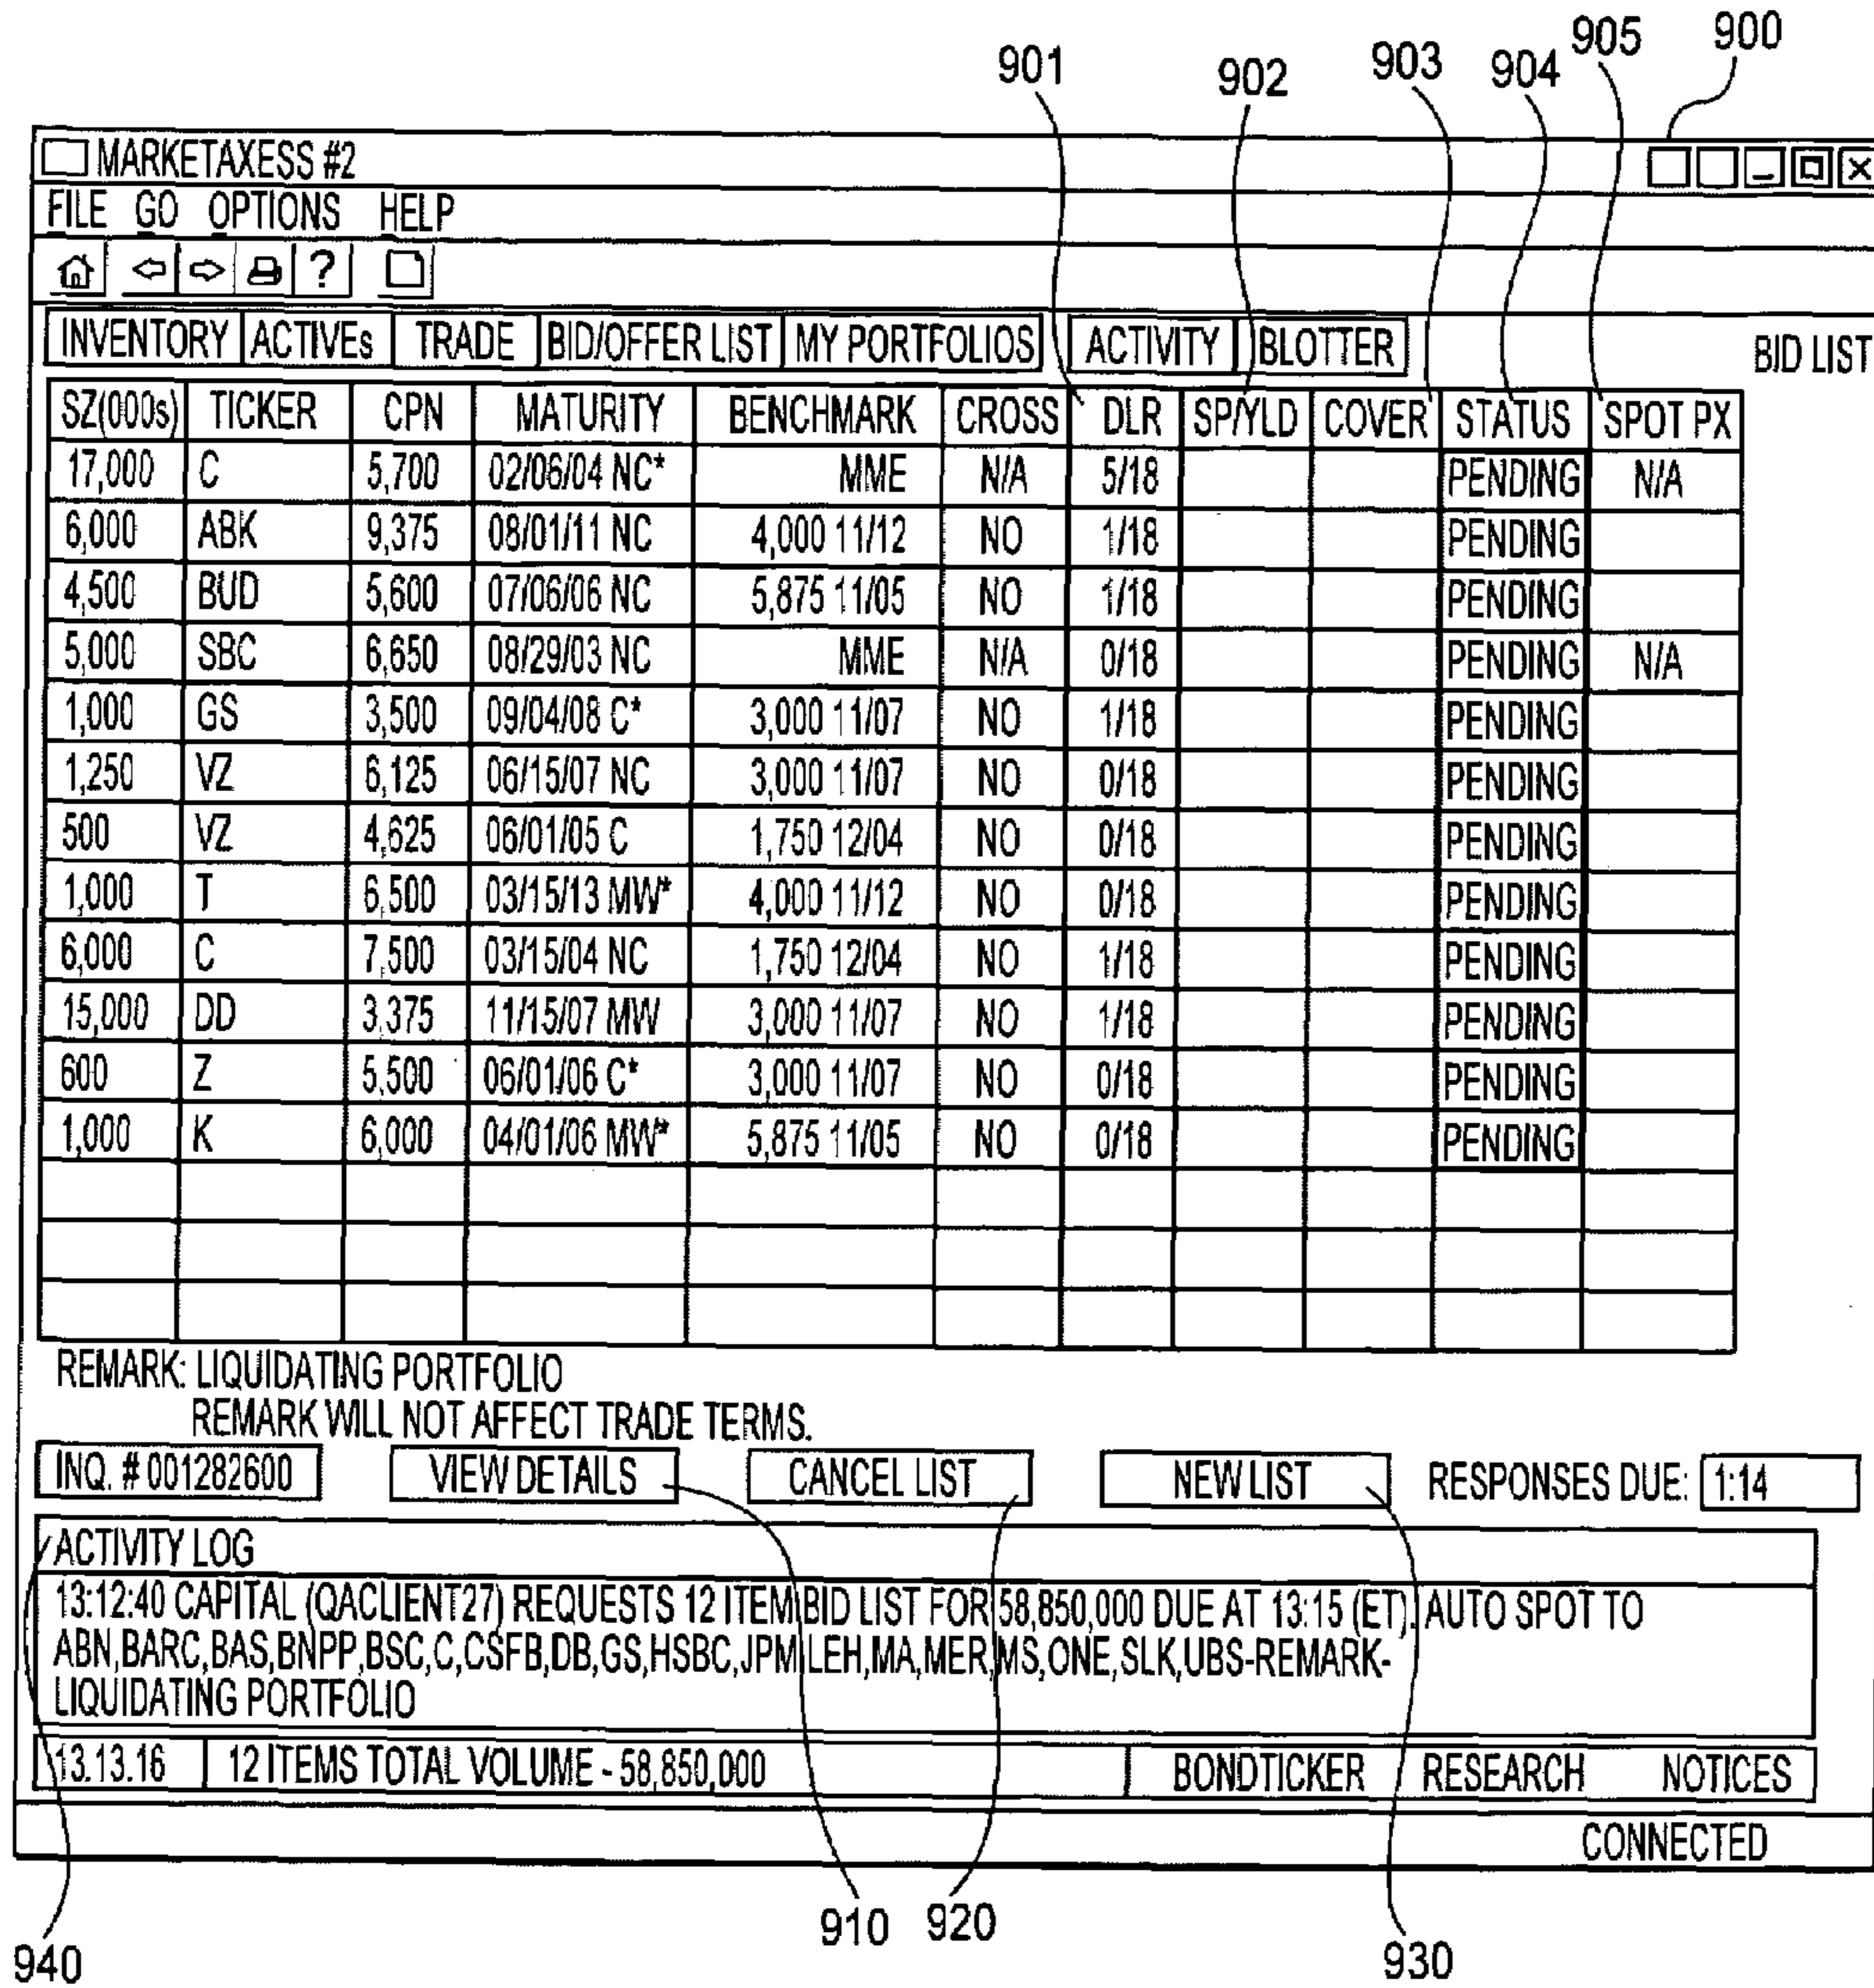 901 902 903 904 905 900
MARKETAXESS #2
FILE GO OPTIONS HELP
?
INVENTORY ACTIVEs TRADE BID/OFFER LIST MY PORTFOLIOS ACTIVITY BLOTTER BID LIST
SZ(000s) TICKER CPN MATURITY BENCHMARK CROSS DLR SP/YLD COVER STATUS SPOT PX
17,000 C 5,700 02/06/04 NC* MME N/A 5/18 PENDING N/A
6,000 ABK 9,375 08/01/11 NC 4,000 11/12 NO 1/18 PENDING
4,500 BUD 5,600 07/06/06 NC 5,875 11/05 NO 1/18 PENDING
5,000 SBC 6,650 08/29/03 NC MME N/A 0/18 PENDING N/A
1,000 GS 3,500 09/04/08 C* 3,000 11/07 NO 1/18 PENDING
1,250 VZ 6,125 06/15/07 NC 3,000 11/07 NO 0/18 PENDING
500 VZ 4,625 06/01/05 C 1,750 12/04 NO 0/18 PENDING
1,000 T 6,500 03/15/13 MW* 4,000 11/12 NO 0/18 PENDING
6,000 C 7,500 03/15/04 NC 1,750 12/04 NO 1/18 PENDING
15,000 DD 3,375 11/15/07 MW 3,000 11/07 NO 1/18 PENDING
600 Z 5,500 06/01/06 C* 3,000 11/07 NO 0/18 PENDING
1,000 K 6,000 04/01/06 MW* 5,875 11/05 NO 0/18 PENDING
REMARK: LIQUIDATING PORTFOLIO
REMARK WILL NOT AFFECT TRADE TERMS.
INQ. # 001282600 VIEW DETAILS CANCEL LIST NEW LIST RESPONSES DUE: 1:14
ACTIVITY LOG
13:12:40 CAPITAL (QACLIENT27) REQUESTS 12 ITEM BID LIST FOR 58,850,000 DUE AT 13:15 (ET). AUTO SPOT TO
ABN,BARC,BAS,BNPP,BSC,C,CSFB,DB,GS,HSBC,JPM,LEH,MA,MER,MS,ONE,SLK,UBS-REMARK-
LIQUIDATING PORTFOLIO
13.13.16 12 ITEMS TOTAL VOLUME - 58,850,000 BONDTICKER RESEARCH NOTICES
CONNECTED
940 910 920 930